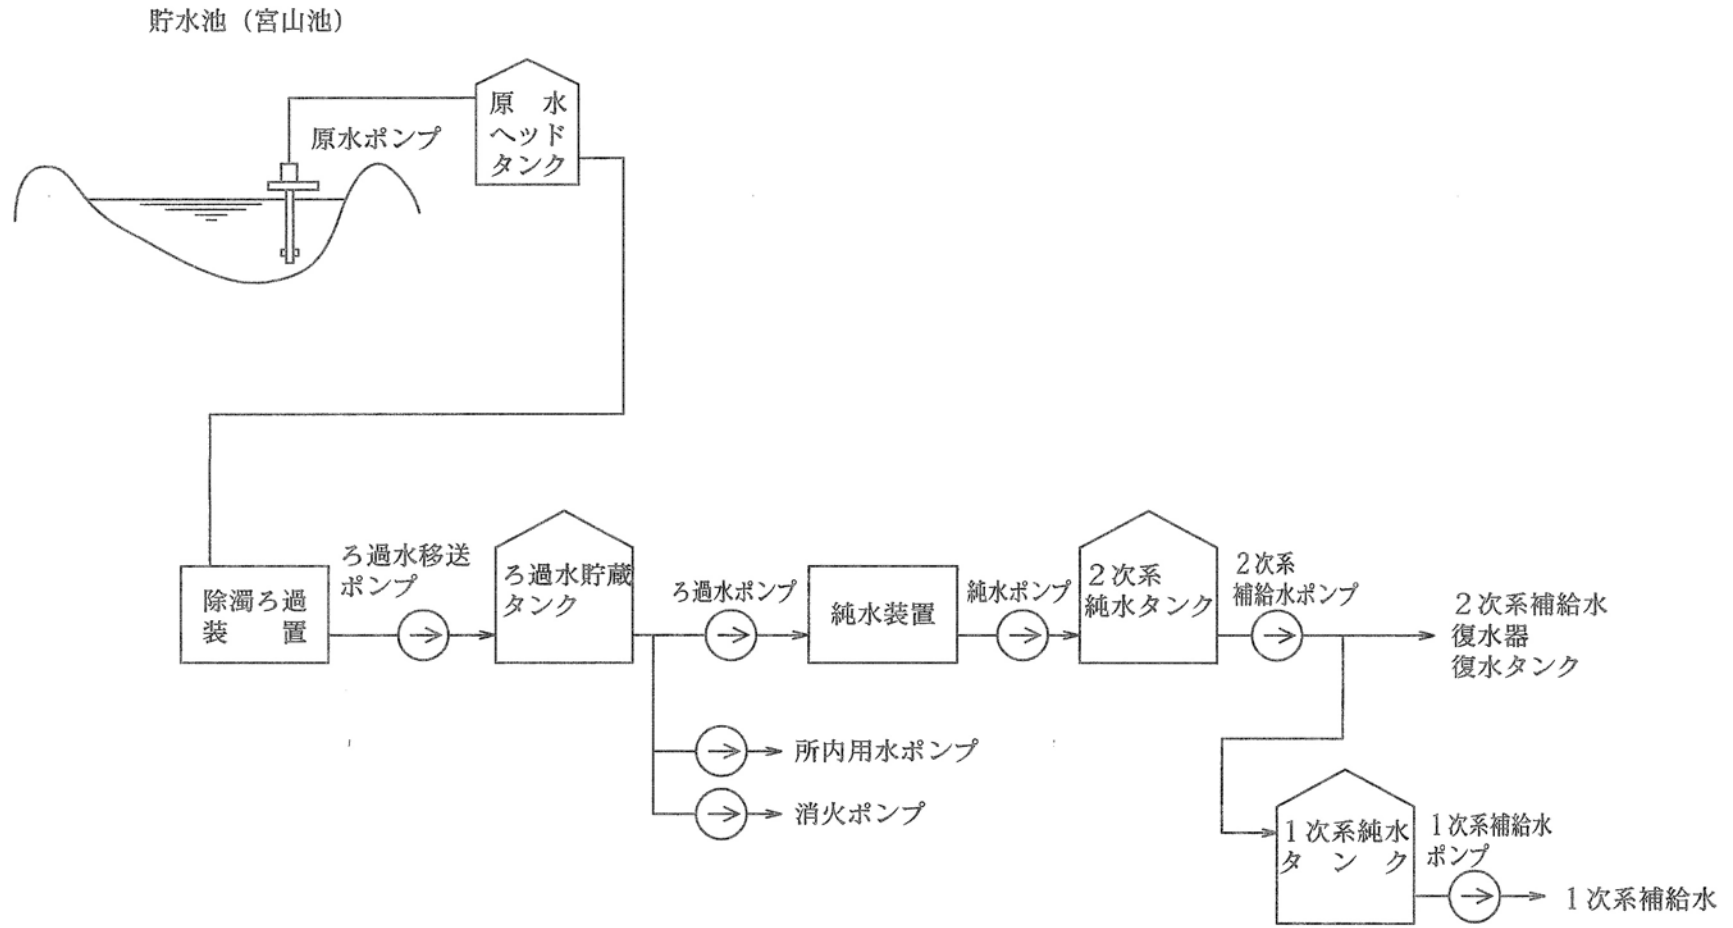 貯水池（宮山池）
原　水
ヘッド
タンク
原水ポンプ
除濁ろ過
装　　置
ろ過水移送
ポンプ
ろ過水貯蔵
タンク
ろ過水ポンプ
純水装置
純水ポンプ
２次系
純水タンク
２次系
補給水ポンプ
２次系補給水
復水器
復水タンク
所内用水ポンプ
消火ポンプ
１次系純水
タ　ン　ク
１次系補給水
ポンプ
１次系補給水